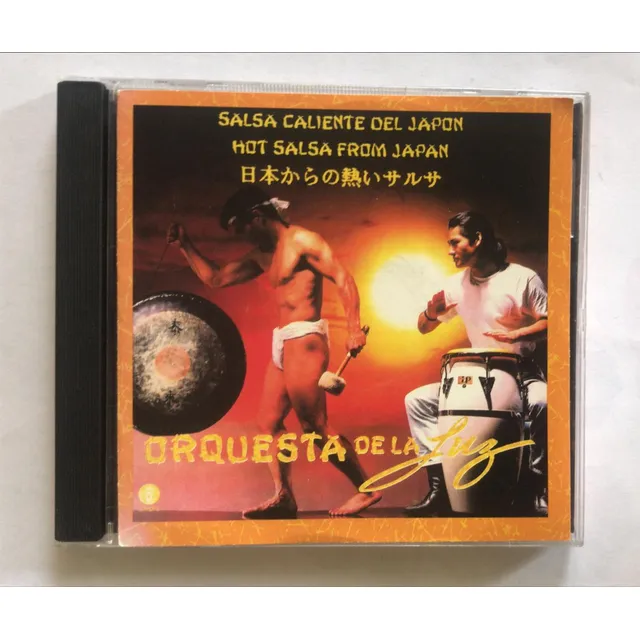 SALSA CALIENTE DEL JAPON
HOT SALSA FROM JAPAN
日本からの熱いサルサ
ORQUESTA DE LA Luz